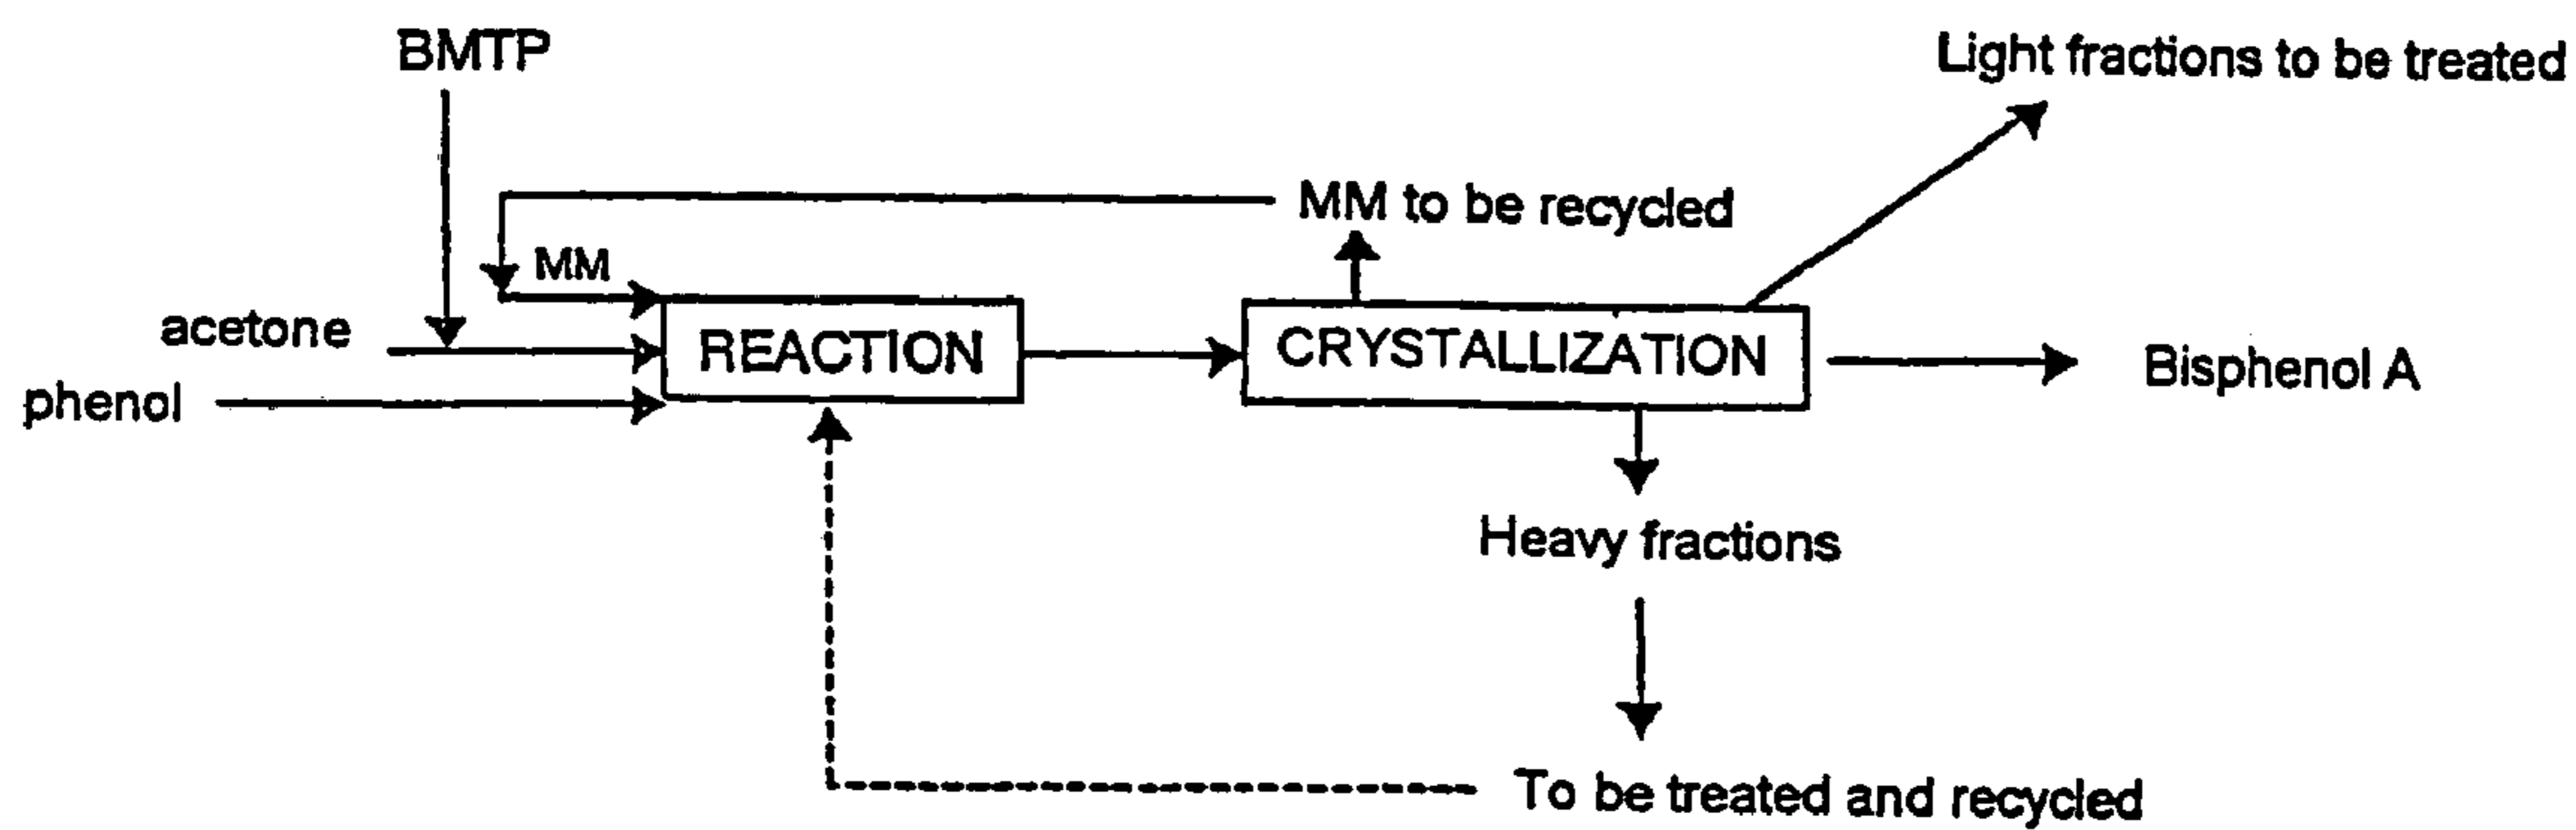 BMTP
Light fractions to be treated
MM to be recycled
MM
acetone
REACTION
CRYSTALLIZATION
Bisphenol A
phenol
Heavy fractions
To be treated and recycled